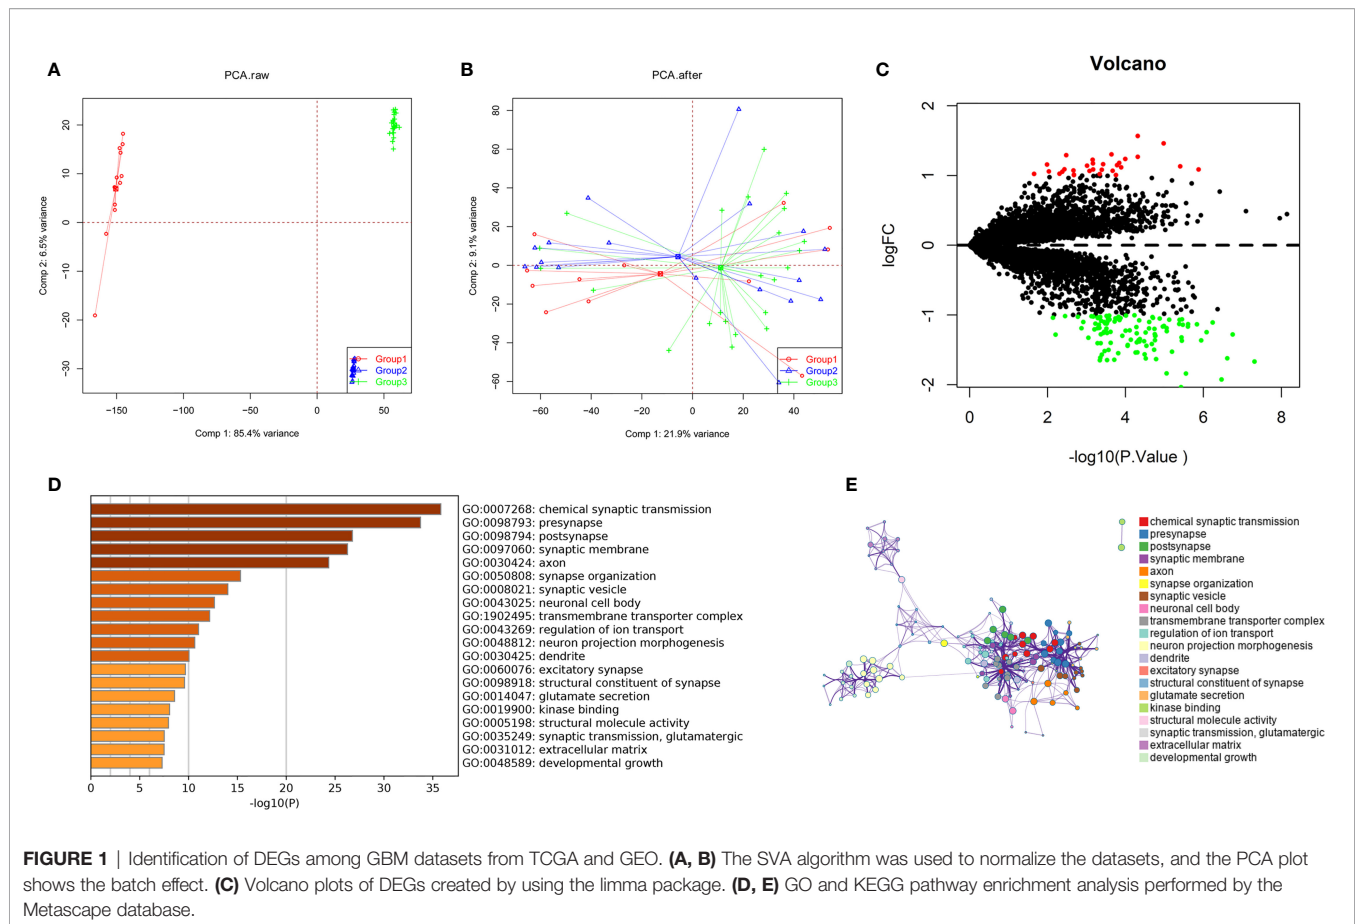 A
PCA.raw
Comp 2: 6.5% variance
20
10
0
−10
−20
−30
−150
−100
−50
0
50
Comp 1: 85.4% variance
Group1
Group2
Group3
B
PCA.after
Comp 2: 9.1% variance
80
60
40
20
0
−20
−40
−60
−60
−40
−20
0
20
40
Comp 1: 21.9% variance
Group1
Group2
Group3
C
Volcano
logFC
2
1
0
-1
-2
0
2
4
6
8
-log10(P.Value )
D
GO:0007268: chemical synaptic transmission
GO:0098793: presynapse
GO:0098794: postsynapse
GO:0097060: synaptic membrane
GO:0030424: axon
GO:0050808: synapse organization
GO:0008021: synaptic vesicle
GO:0043025: neuronal cell body
GO:1902495: transmembrane transporter complex
GO:0043269: regulation of ion transport
GO:0048812: neuron projection morphogenesis
GO:0030425: dendrite
GO:0060076: excitatory synapse
GO:0098918: structural constituent of synapse
GO:0014047: glutamate secretion
GO:0019900: kinase binding
GO:0005198: structural molecule activity
GO:0035249: synaptic transmission, glutamatergic
GO:0031012: extracellular matrix
GO:0048589: developmental growth
0
5
10
15
20
25
30
35
-log10(P)
E
chemical synaptic transmission
presynapse
postsynapse
synaptic membrane
axon
synapse organization
synaptic vesicle
neuronal cell body
transmembrane transporter complex
regulation of ion transport
neuron projection morphogenesis
dendrite
excitatory synapse
structural constituent of synapse
glutamate secretion
kinase binding
structural molecule activity
synaptic transmission, glutamatergic
extracellular matrix
developmental growth
FIGURE 1 | Identification of DEGs among GBM datasets from TCGA and GEO. (A, B) The SVA algorithm was used to normalize the datasets, and the PCA plot
shows the batch effect. (C) Volcano plots of DEGs created by using the limma package. (D, E) GO and KEGG pathway enrichment analysis performed by the
Metascape database.